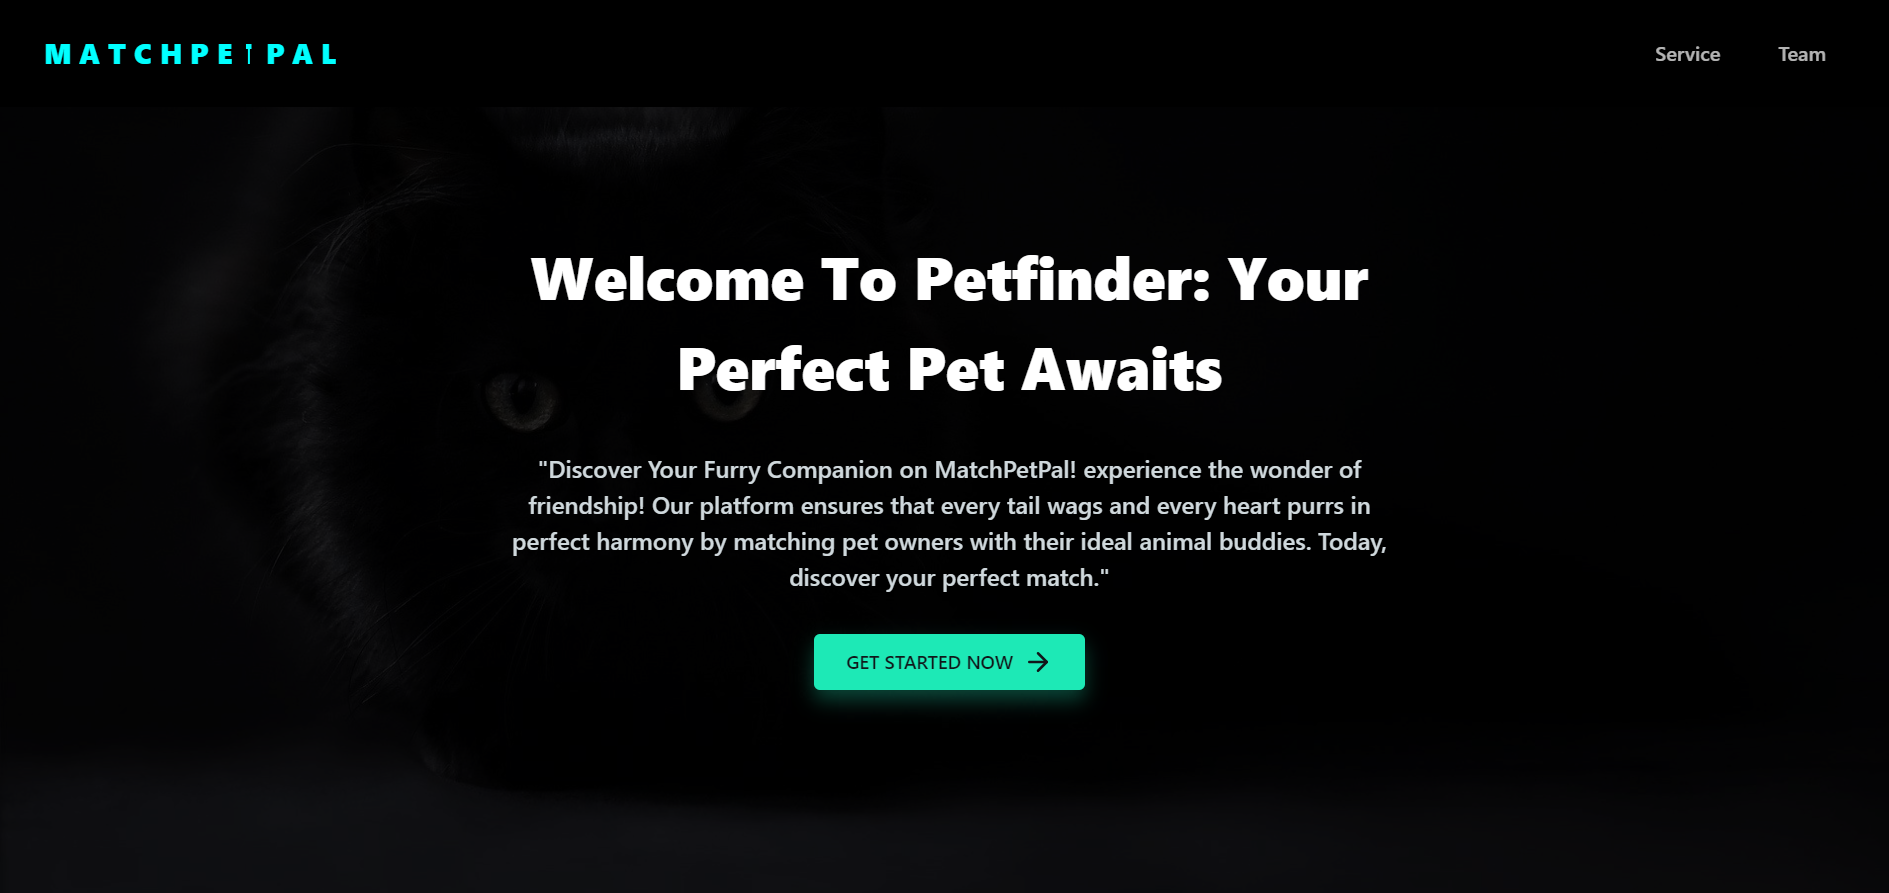 MATCHPETPAL
Service
Team
Welcome To Petfinder: Your
Perfect Pet Awaits
"Discover Your Furry Companion on MatchPetPal! experience the wonder of
friendship! Our platform ensures that every tail wags and every heart purrs in
perfect harmony by matching pet owners with their ideal animal buddies. Today,
discover your perfect match."
GET STARTED NOW